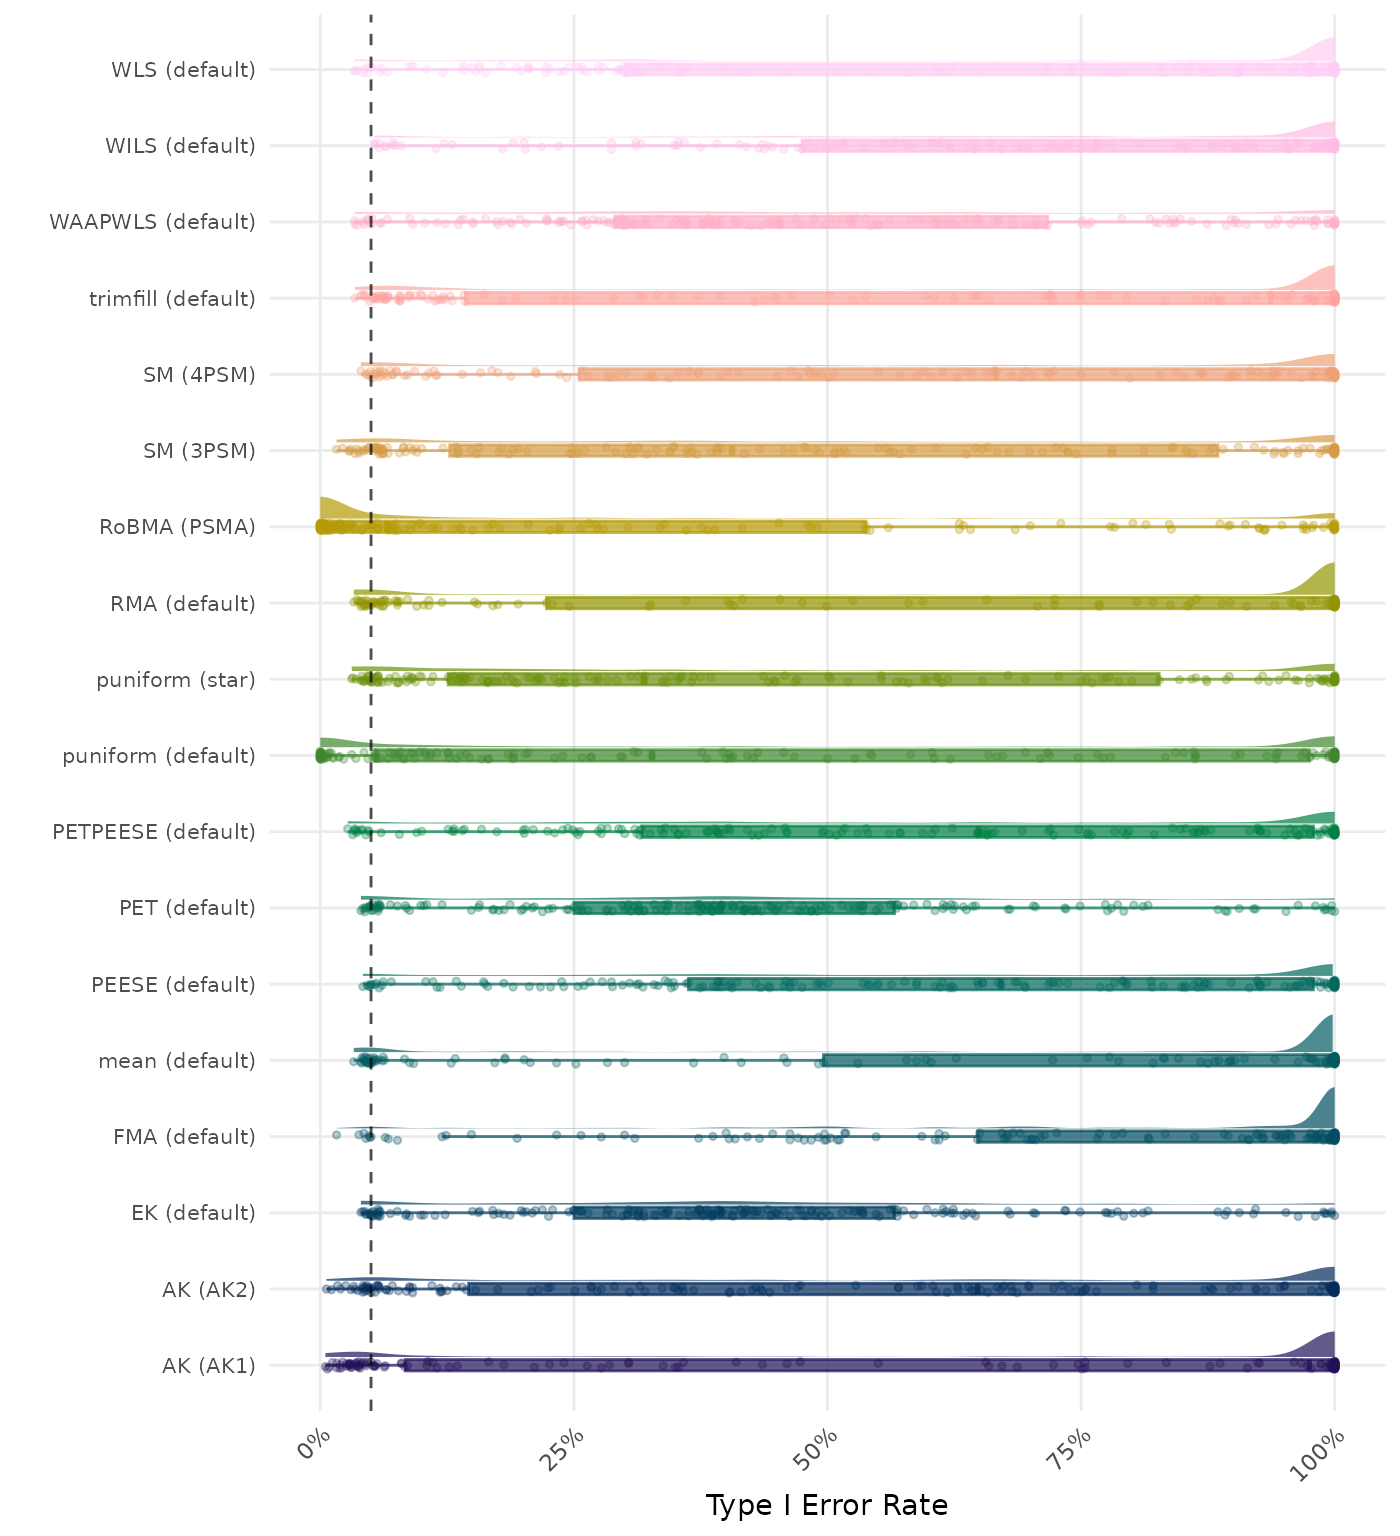 WLS (default)
WILS (default)
WAAPWLS (default)
trimfill (default)
SM (4PSM)
SM (3PSM)
RoBMA (PSMA)
RMA (default)
puniform (star)
puniform (default)
PETPEESE (default)
PET (default)
PEESE (default)
mean (default)
FMA (default)
EK (default)
AK (AK2)
AK (AK1)
0%
25%
50%
75%
100%
Type I Error Rate